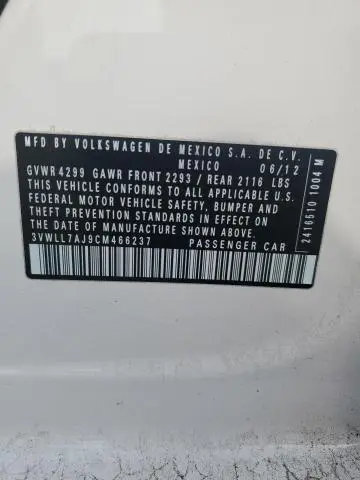 MFD BY VOLKSWAGEN DE MEXICO S.A. DE C.V.
MEXICO 06/12
GVWR 4299 GAWR FRONT 2293 / REAR 2116 LBS
THIS VEHICLE CONFORMS TO ALL APPLICABLE U.S.
FEDERAL MOTOR VEHICLE SAFETY, BUMPER AND
THEFT PREVENTION STANDARDS IN EFFECT ON THE
DATE OF MANUFACTURE SHOWN ABOVE.
3VWLL7AJ9CM466237 PASSENGER CAR
2416510 1004 M